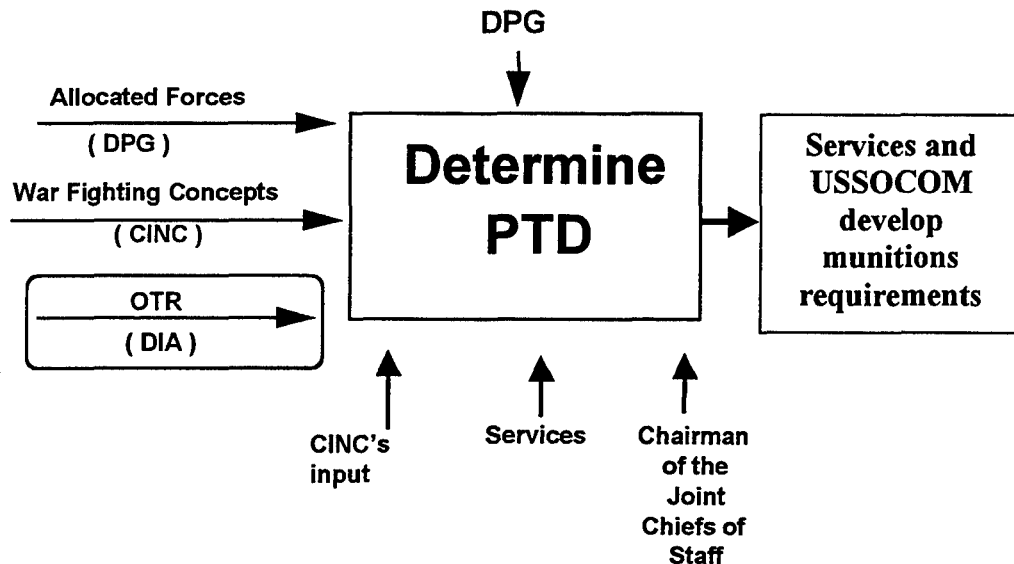 DPG
Allocated Forces
( DPG )
War Fighting Concepts
( CINC )
OTR
( DIA )
Determine
PTD
Services and
USSOCOM
develop
munitions
requirements
CINC's
input
Services
Chairman
of the
Joint
Chiefs of
Staff